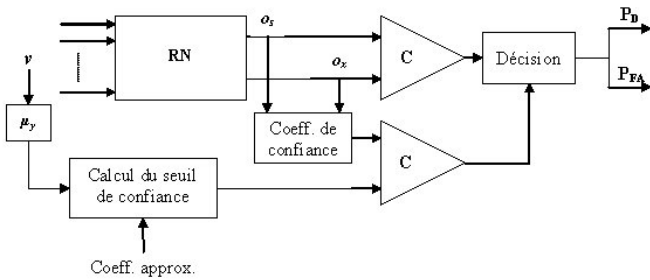 o_s
P_D
RN
v
o_x
C
Décision
P_FA
μ_y
Coeff. de
confiance
C
Calcul du seuil
de confiance
Coeff. approx.